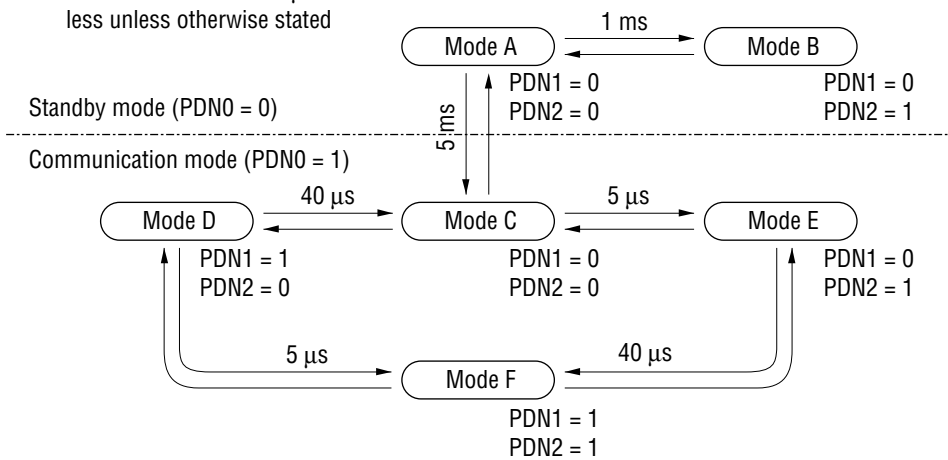 less unless otherwise stated
1 ms
Mode A
Mode B
PDN1 = 0
PDN2 = 0
PDN1 = 0
PDN2 = 1
Standby mode (PDN0 = 0)
5 ms
Communication mode (PDN0 = 1)
40 µs
5 µs
Mode D
Mode C
Mode E
PDN1 = 1
PDN2 = 0
PDN1 = 0
PDN2 = 0
PDN1 = 0
PDN2 = 1
5 µs
40 µs
Mode F
PDN1 = 1
PDN2 = 1